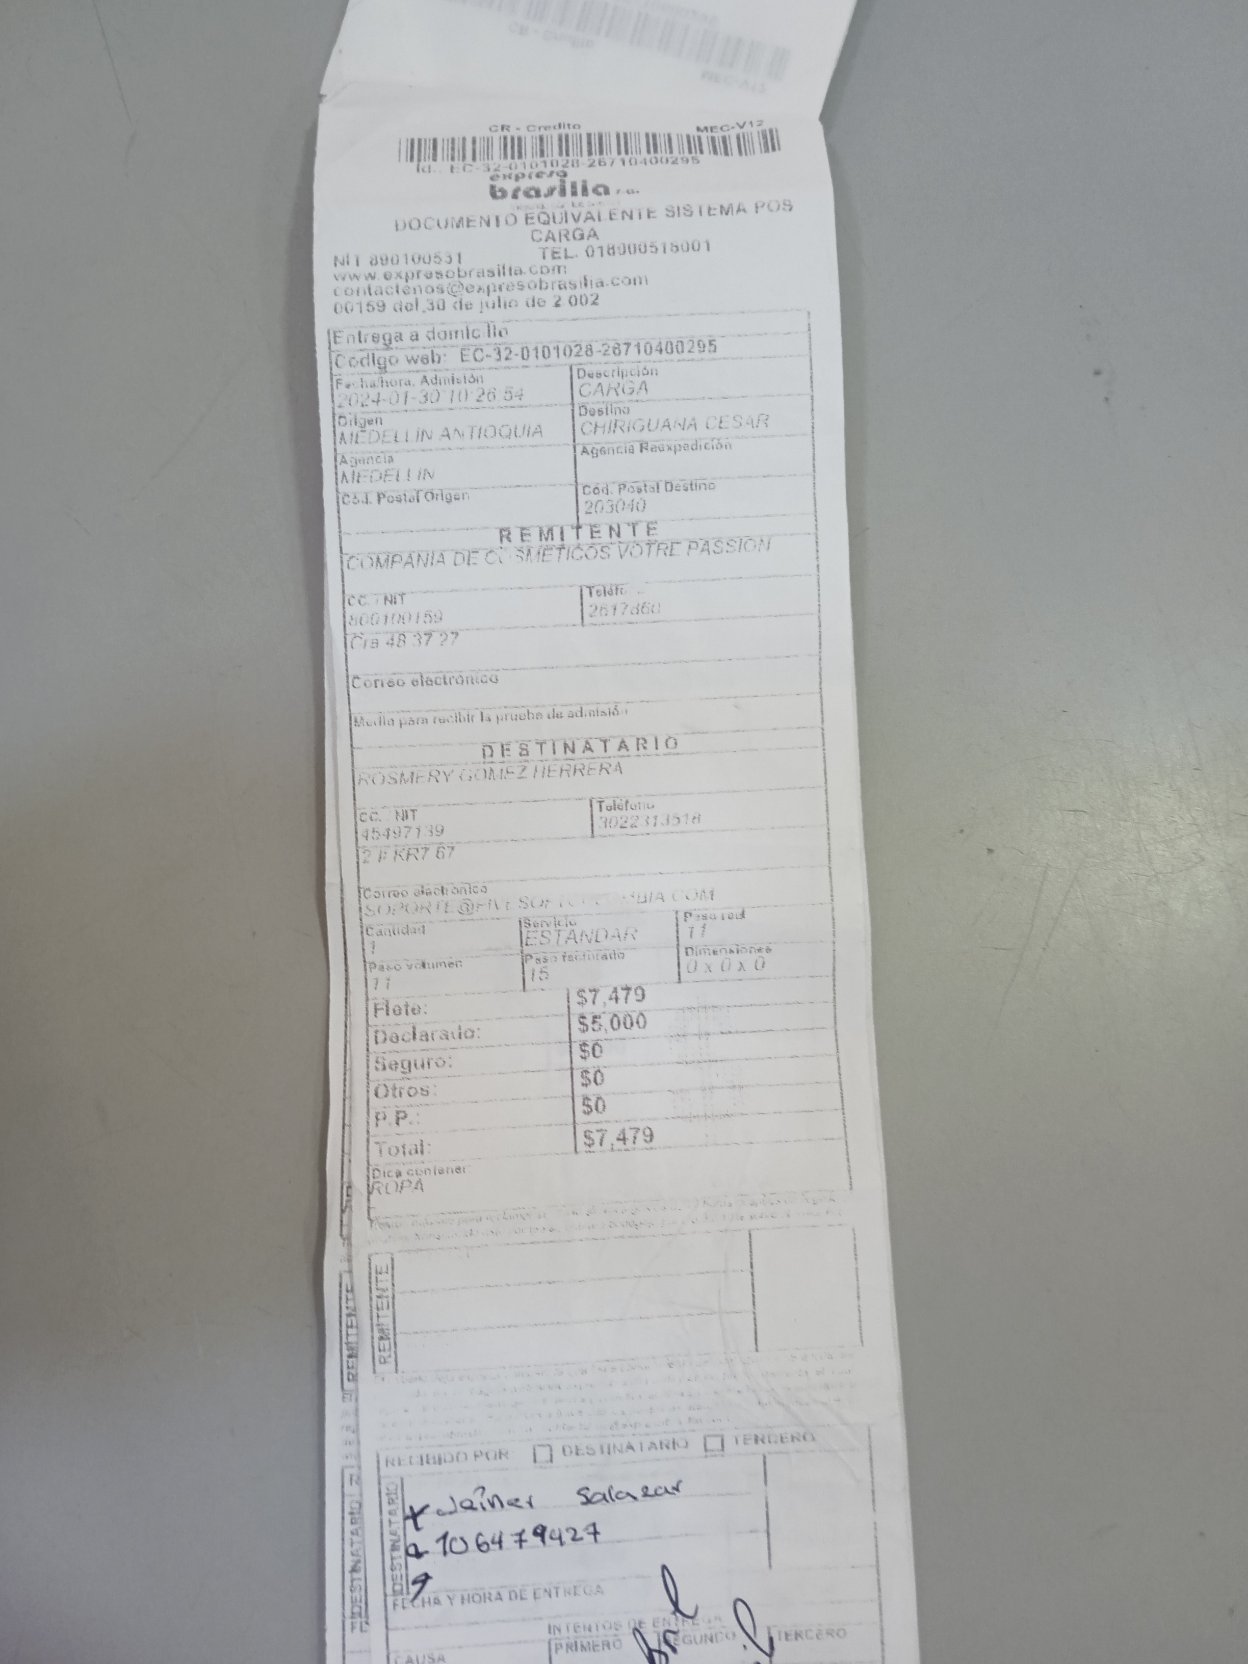 CR - Credito MEC-V12
Id.. EC-32-0101028-26710400295
expreso
brasilia s.a.
DOCUMENTO EQUIVALENTE SISTEMA POS
CARGA
NIT 890100531 TEL. 018000518001
www.expresobrasilia.com
contactenos@expresobrasilia.com
00159 del 30 de julio de 2.002
Entrega a domicilio
Codigo web: EC-32-0101028-26710400295
Fecha/hora. Admisión Descripción
2024-01-30 10:26:54 CARGA
Origen Destino
MEDELLIN ANTIOQUIA CHIRIGUANA CESAR
Agencia Agencia Reexpedición
MEDELLIN
Cód. Postal Origen Cód. Postal Destino
203040
REMITENTE
COMPANIA DE COSMETICOS VOTRE PASSION
CC. / NIT Teléfo
800100159 2617860
Cra 48 37 27
Correo electrónico
Medio para recibir la prueba de admisión
DESTINATARIO
ROSMERY GOMEZ HERRERA
CC. / NIT Teléfono
45497139 3022313518
KR7 67
Correo electrónico
Cantidad Servicio Peso real
1 ESTANDAR 11
Peso volumen Peso facturado Dimensiones
11 15 0 x 0 x 0
Flete: $7,479
Declarado: $5,000
Seguro: $0
Otros: $0
P.P.: $0
Total: $7,479
Dice contener
ROPA
REMITENTE
REMITENTE
RECIBIDO POR: DESTINATARIO TERCERO
DESTINATARIO
DESTINATARIO
Jainer Salazar
106479427
FECHA Y HORA DE ENTREGA
INTENTOS DE ENTREGA
PRIMERO SEGUNDO TERCERO
CAUSA